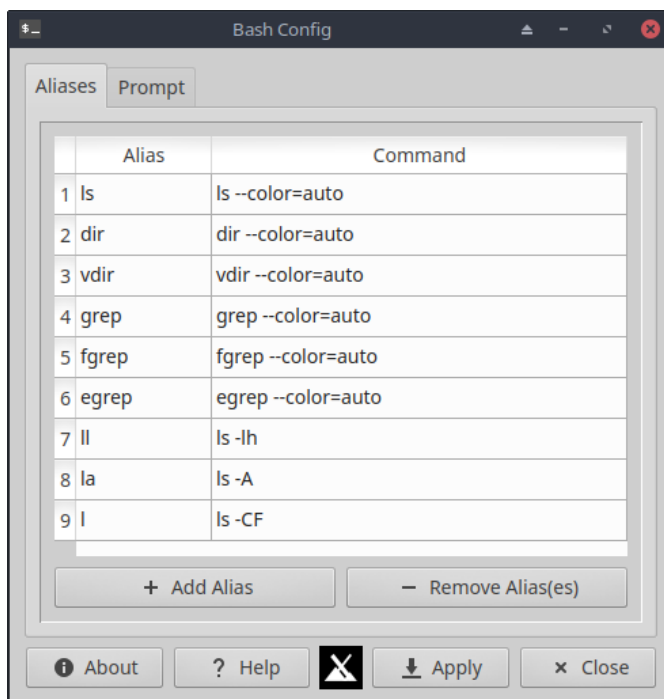 $_ Bash Config
Aliases Prompt
Alias Command
1 ls ls --color=auto
2 dir dir --color=auto
3 vdir vdir --color=auto
4 grep grep --color=auto
5 fgrep fgrep --color=auto
6 egrep egrep --color=auto
7 ll ls -lh
8 la ls -A
9 l ls -CF
+ Add Alias − Remove Alias(es)
About ? Help Apply × Close